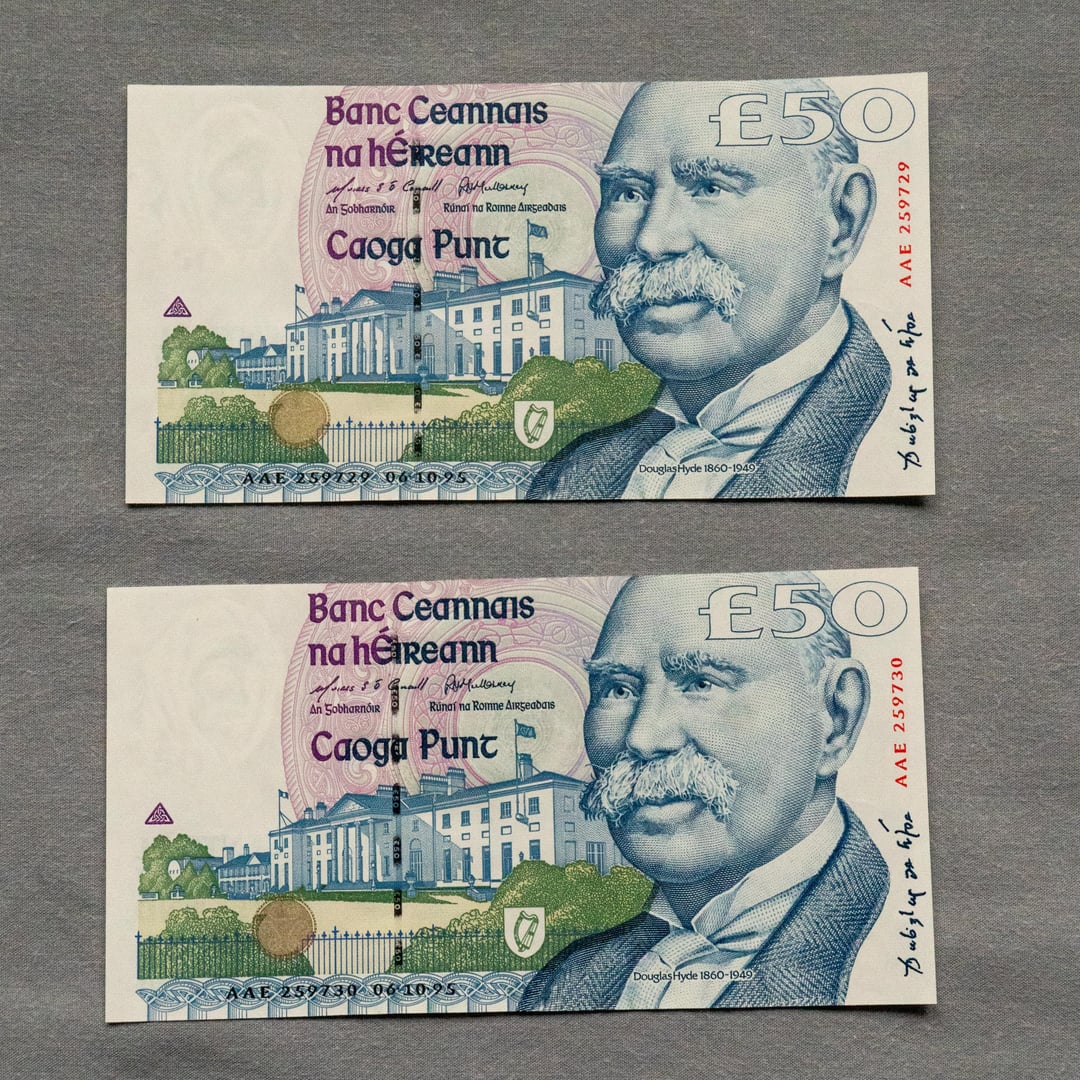 Banc Ceannais
£50
na hÉireann
An Gobharnóir
Rúnaí na Roinne Airgeadais
Caoga Punt
AAE 259729
Douglas Hyde 1860-1949
AAE 259729 06·10·95
Banc Ceannais
£50
na hÉireann
An Gobharnóir
Rúnaí na Roinne Airgeadais
Caoga Punt
AAE 259730
Douglas Hyde 1860-1949
AAE 259730 06·10·95